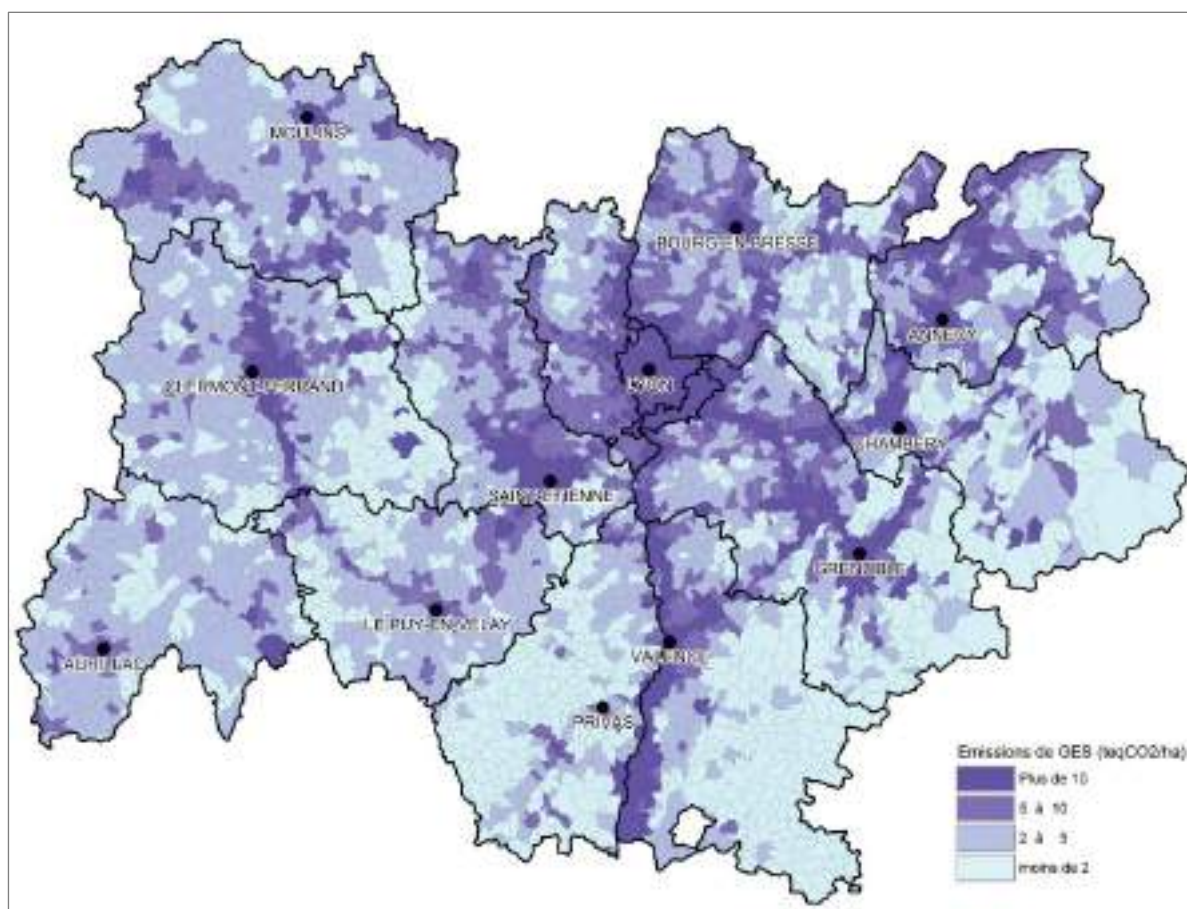 MOULINS
BOURG-EN-BRESSE
ANNECY
CLERMONT-FERRAND
LYON
CHAMBERY
SAINT-ETIENNE
GRENOBLE
LE-PUY-EN-VELAY
AURILLAC
VALENCE
PRIVAS
Emissions de GES (teqCO2/ha)
Plus de 10
5 à 10
2 à 5
moins de 2